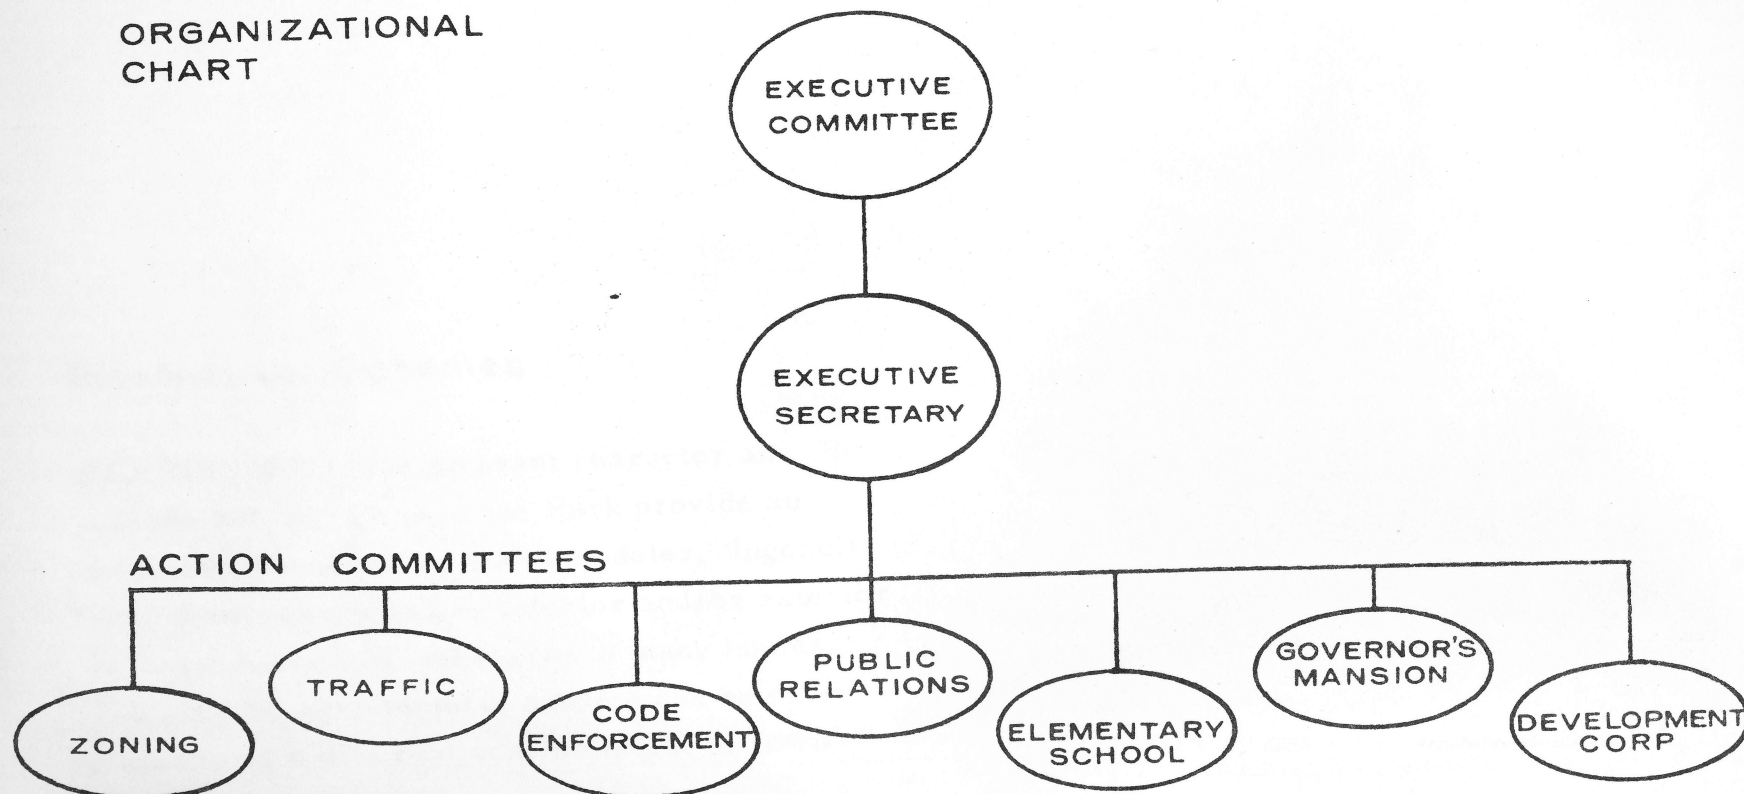 ORGANIZATIONAL
CHART
EXECUTIVE
COMMITTEE
EXECUTIVE
SECRETARY
ACTION COMMITTEES
ZONING
TRAFFIC
CODE
ENFORCEMENT
PUBLIC
RELATIONS
ELEMENTARY
SCHOOL
GOVERNOR'S
MANSION
DEVELOPMENT
CORP